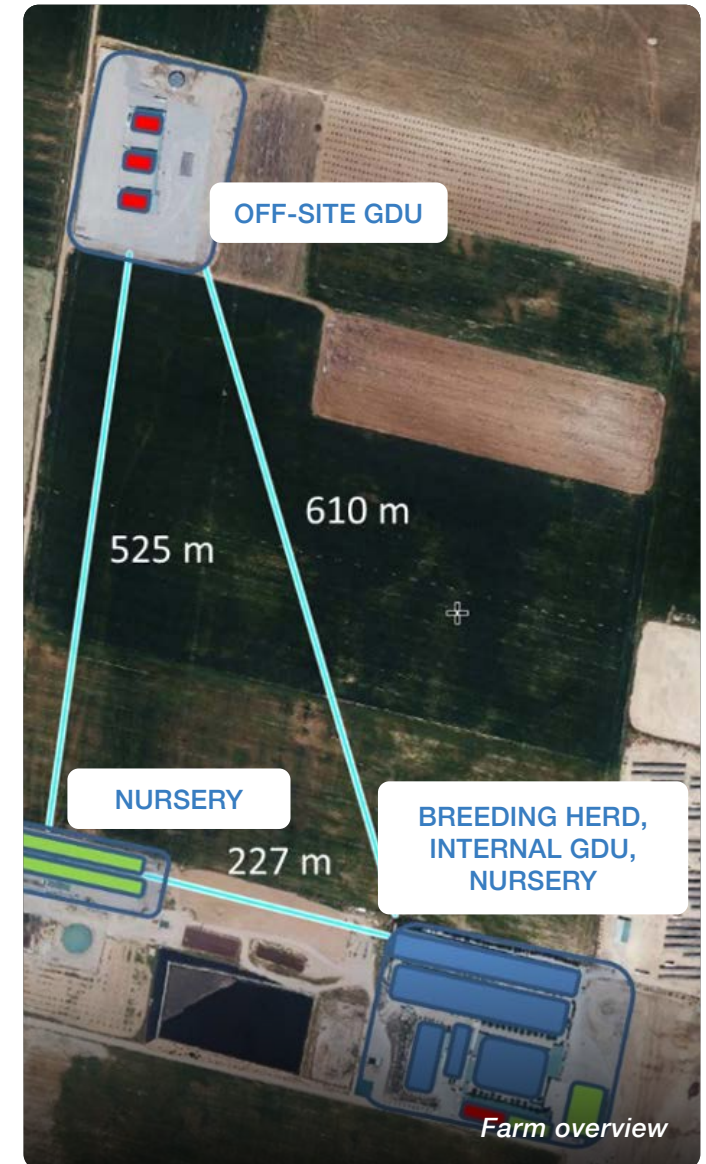 OFF-SITE GDU
610 m
525 m
NURSERY
BREEDING HERD,
INTERNAL GDU,
NURSERY
227 m
Farm overview